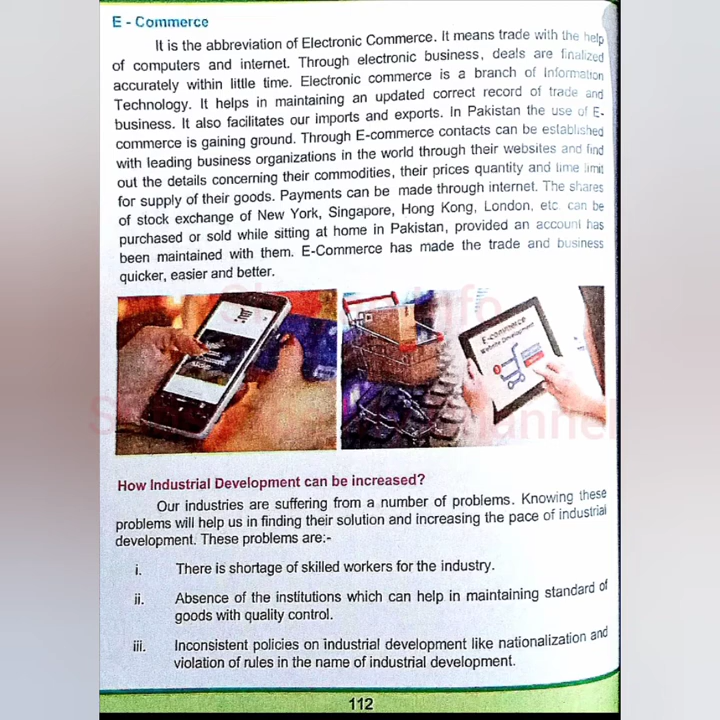 E - Commerce
It is the abbreviation of Electronic Commerce. It means trade with the help
of computers and internet. Through electronic business, deals are finalized
accurately within little time. Electronic commerce is a branch of Information
Technology. It helps in maintaining an updated correct record of trade and
business. It also facilitates our imports and exports. In Pakistan the use of E-
commerce is gaining ground. Through E-commerce contacts can be established
with leading business organizations in the world through their websites and find
out the details concerning their commodities, their prices quantity and time limit
for supply of their goods. Payments can be made through internet. The shares
of stock exchange of New York, Singapore, Hong Kong, London, etc can be
purchased or sold while sitting at home in Pakistan, provided an account has
been maintained with them. E-Commerce has made the trade and business
quicker, easier and better.
E-commerce
Website Development
How Industrial Development can be increased?
Our industries are suffering from a number of problems. Knowing these
problems will help us in finding their solution and increasing the pace of industrial
development. These problems are:-
i. There is shortage of skilled workers for the industry.
ii. Absence of the institutions which can help in maintaining standard of
goods with quality control.
iii. Inconsistent policies on industrial development like nationalization and
violation of rules in the name of industrial development.
112